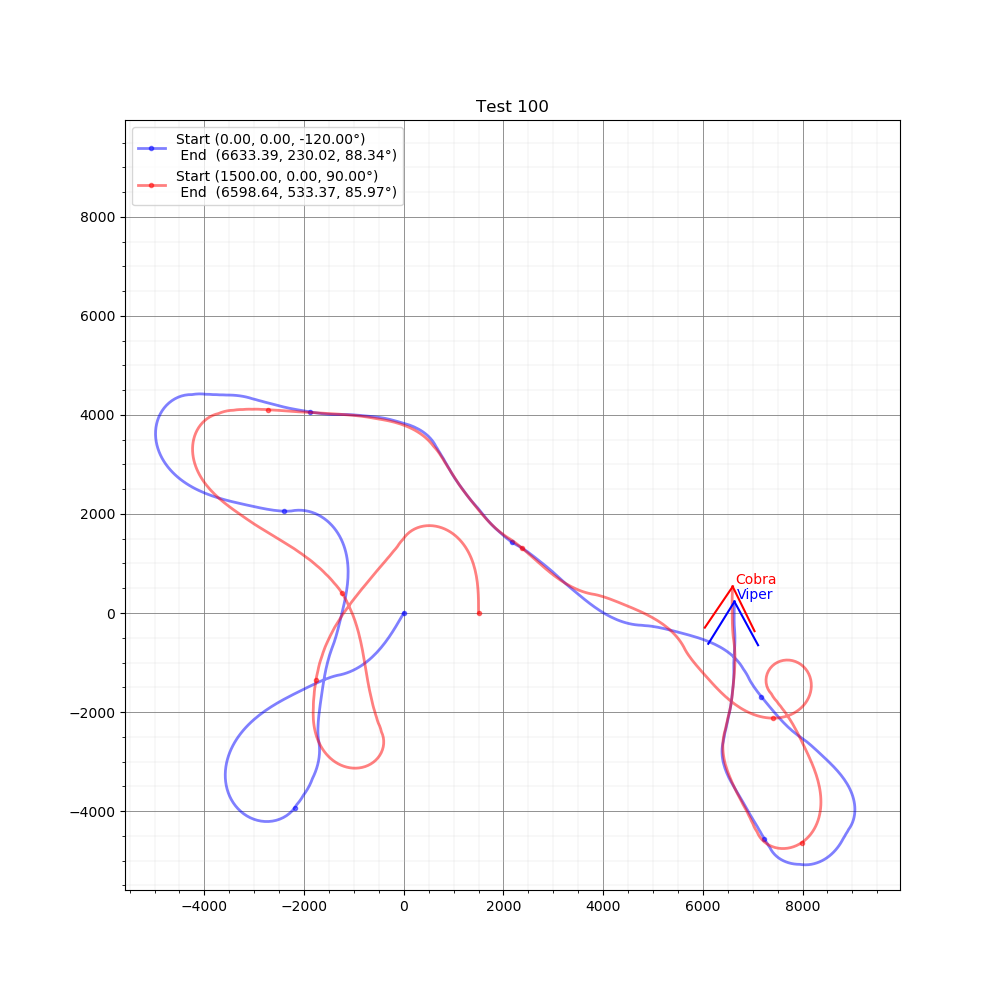 Test 100
Start (0.00, 0.00, -120.00°)
End (6633.39, 230.02, 88.34°)
Start (1500.00, 0.00, 90.00°)
End (6598.64, 533.37, 85.97°)
8000
6000
4000
2000
0
−2000
−4000
Cobra
Viper
−4000 −2000 0 2000 4000 6000 8000